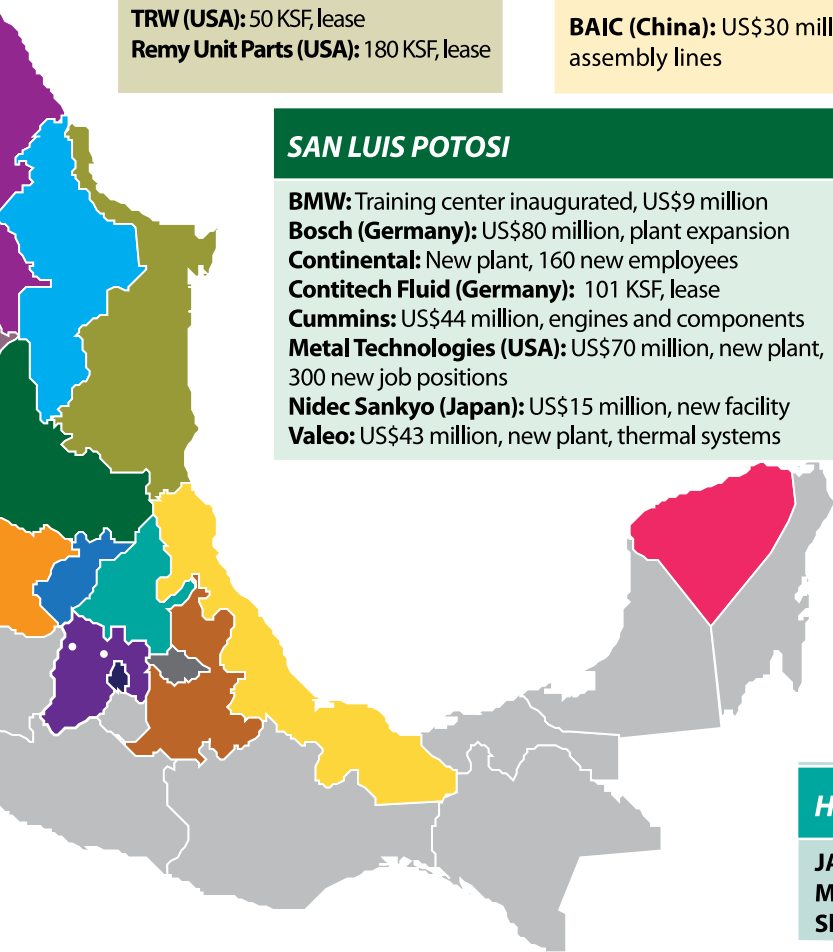 TRW (USA): 50 KSF, lease
Remy Unit Parts (USA): 180 KSF, lease
BAIC (China): US$30 mill
assembly lines
SAN LUIS POTOSI
BMW: Training center inaugurated, US$9 million
Bosch (Germany): US$80 million, plant expansion
Continental: New plant, 160 new employees
Contitech Fluid (Germany): 101 KSF, lease
Cummins: US$44 million, engines and components
Metal Technologies (USA): US$70 million, new plant,
300 new job positions
Nidec Sankyo (Japan): US$15 million, new facility
Valeo: US$43 million, new plant, thermal systems
H
JA
M